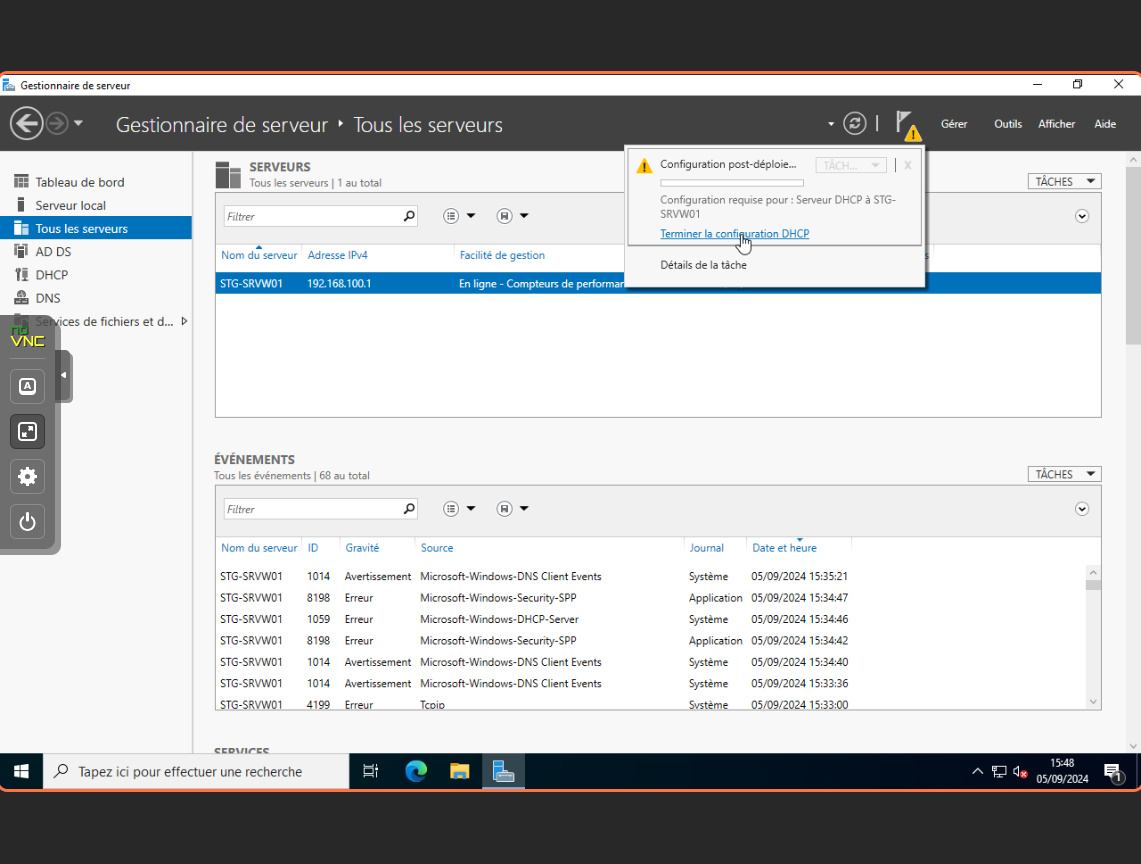 Gestionnaire de serveur
Gestionnaire de serveur ‣ Tous les serveurs
Gérer
Outils
Afficher
Aide
Tableau de bord
Serveur local
Tous les serveurs
AD DS
DHCP
DNS
Services de fichiers et d...
no
VNC
A
SERVEURS
Tous les serveurs | 1 au total
TÂCHES
Filtrer
Nom du serveur Adresse IPv4 Facilité de gestion
STG-SRVW01 192.168.100.1 En ligne - Compteurs de performan
Configuration post-déploie...
TÂCH...
X
Configuration requise pour : Serveur DHCP à STG-
SRVW01
Terminer la configuration DHCP
Détails de la tâche
ÉVÉNEMENTS
Tous les événements | 68 au total
TÂCHES
Filtrer
Nom du serveur ID Gravité Source Journal Date et heure
STG-SRVW01 1014 Avertissement Microsoft-Windows-DNS Client Events Système 05/09/2024 15:35:21
STG-SRVW01 8198 Erreur Microsoft-Windows-Security-SPP Application 05/09/2024 15:34:47
STG-SRVW01 1059 Erreur Microsoft-Windows-DHCP-Server Système 05/09/2024 15:34:46
STG-SRVW01 8198 Erreur Microsoft-Windows-Security-SPP Application 05/09/2024 15:34:42
STG-SRVW01 1014 Avertissement Microsoft-Windows-DNS Client Events Système 05/09/2024 15:34:40
STG-SRVW01 1014 Avertissement Microsoft-Windows-DNS Client Events Système 05/09/2024 15:33:36
STG-SRVW01 4199 Erreur Tcpip Système 05/09/2024 15:33:00
SERVICES
Tapez ici pour effectuer une recherche
15:48
05/09/2024
1